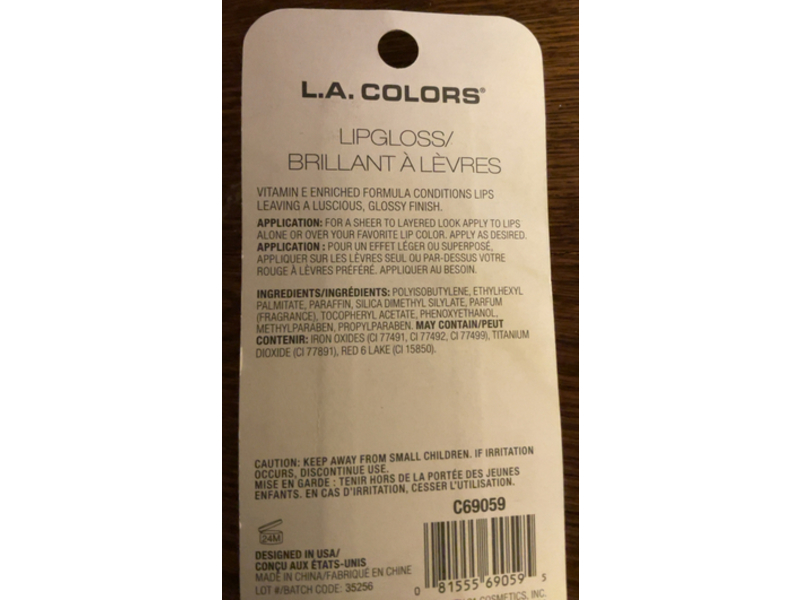 L.A. COLORS®
LIPGLOSS/
BRILLANT À LÈVRES
VITAMIN E ENRICHED FORMULA CONDITIONS LIPS
LEAVING A LUSCIOUS, GLOSSY FINISH.
APPLICATION: FOR A SHEER TO LAYERED LOOK APPLY TO LIPS
ALONE OR OVER YOUR FAVORITE LIP COLOR. APPLY AS DESIRED.
APPLICATION : POUR UN EFFET LÉGER OU SUPERPOSÉ,
APPLIQUER SUR LES LÈVRES SEUL OU PAR-DESSUS VOTRE
ROUGE À LÈVRES PRÉFÉRÉ. APPLIQUER AU BESOIN.
INGREDIENTS/INGRÉDIENTS: POLYISOBUTYLENE, ETHYLHEXYL
PALMITATE, PARAFFIN, SILICA DIMETHYL SILYLATE, PARFUM
(FRAGRANCE), TOCOPHERYL ACETATE, PHENOXYETHANOL,
METHYLPARABEN, PROPYLPARABEN. MAY CONTAIN/PEUT
CONTENIR: IRON OXIDES (CI 77491, CI 77492, CI 77499), TITANIUM
DIOXIDE (CI 77891), RED 6 LAKE (CI 15850).
CAUTION: KEEP AWAY FROM SMALL CHILDREN. IF IRRITATION
OCCURS, DISCONTINUE USE.
MISE EN GARDE : TENIR HORS DE LA PORTÉE DES JEUNES
ENFANTS. EN CAS D'IRRITATION, CESSER L'UTILISATION.
C69059
24M
DESIGNED IN USA/
CONÇU AUX ÉTATS-UNIS
MADE IN CHINA/FABRIQUÉ EN CHINE
LOT #/BATCH CODE: 35256
0 81555 69059 5
COSMETICS, INC.